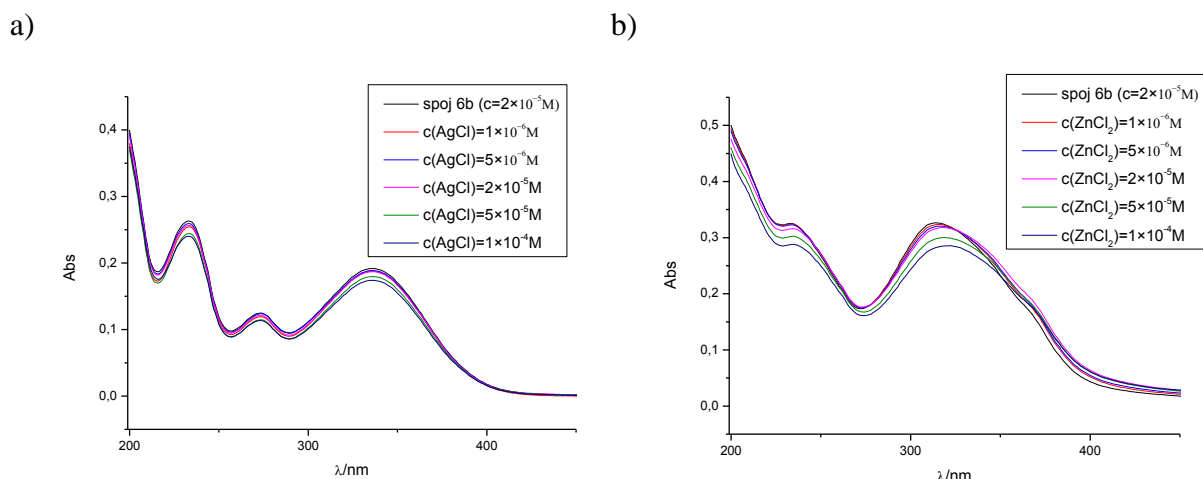 a)
spoj 6b (c=2×10⁻⁵M)
c(AgCl)=1×10⁻⁶M
c(AgCl)=5×10⁻⁶M
c(AgCl)=2×10⁻⁵M
c(AgCl)=5×10⁻⁵M
c(AgCl)=1×10⁻⁴M
0,4
0,3
0,2
0,1
0,0
Abs
200
300
400
λ/nm
b)
spoj 6b (c=2×10⁻⁵M)
c(ZnCl₂)=1×10⁻⁶M
c(ZnCl₂)=5×10⁻⁶M
c(ZnCl₂)=2×10⁻⁵M
c(ZnCl₂)=5×10⁻⁵M
c(ZnCl₂)=1×10⁻⁴M
0,5
0,4
0,3
0,2
0,1
0,0
Abs
200
300
400
λ/nm